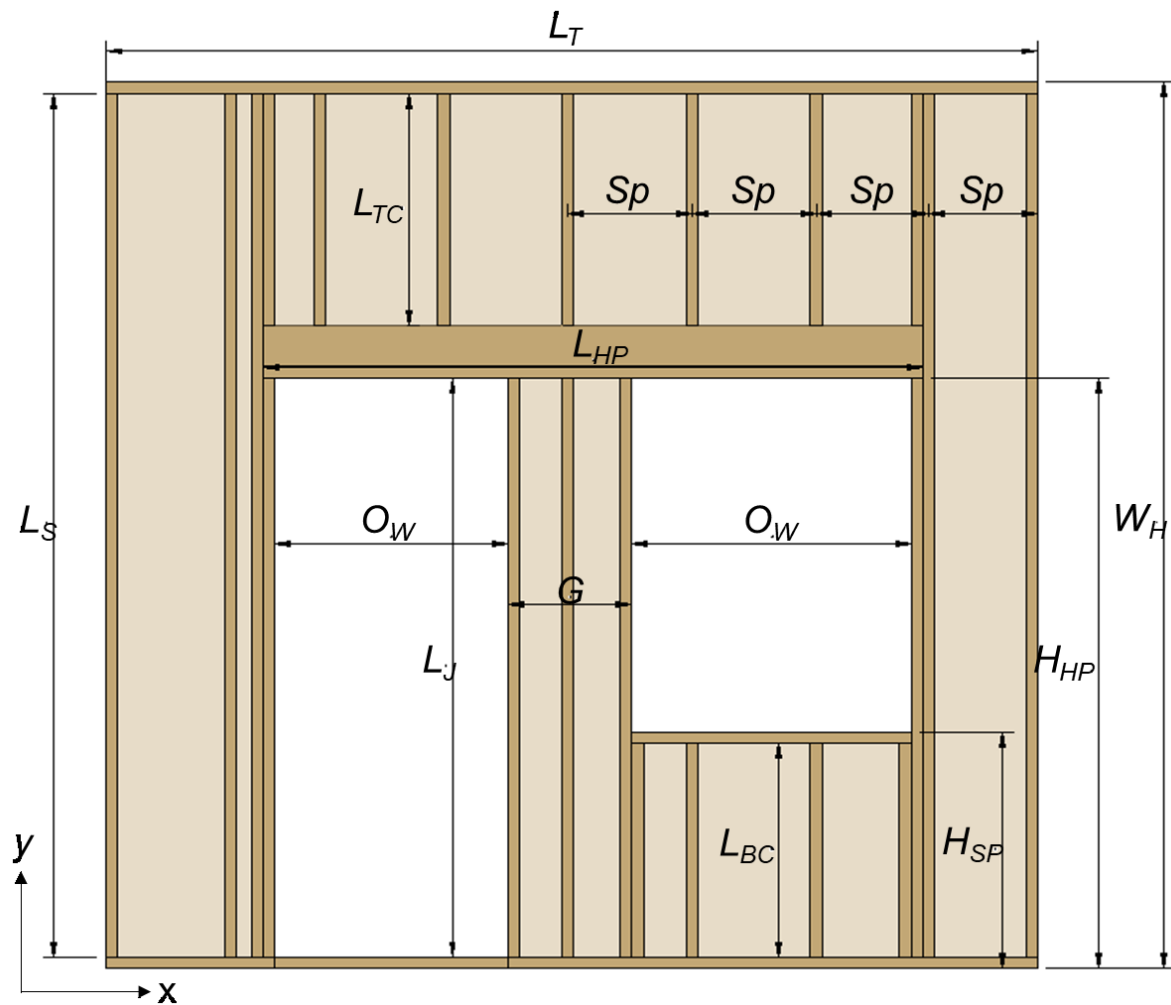 L_T
Sp Sp Sp Sp
L_TC
L_HP
L_S O_W O_W W_H
G
L_J H_HP
L_BC H_SP
y
x